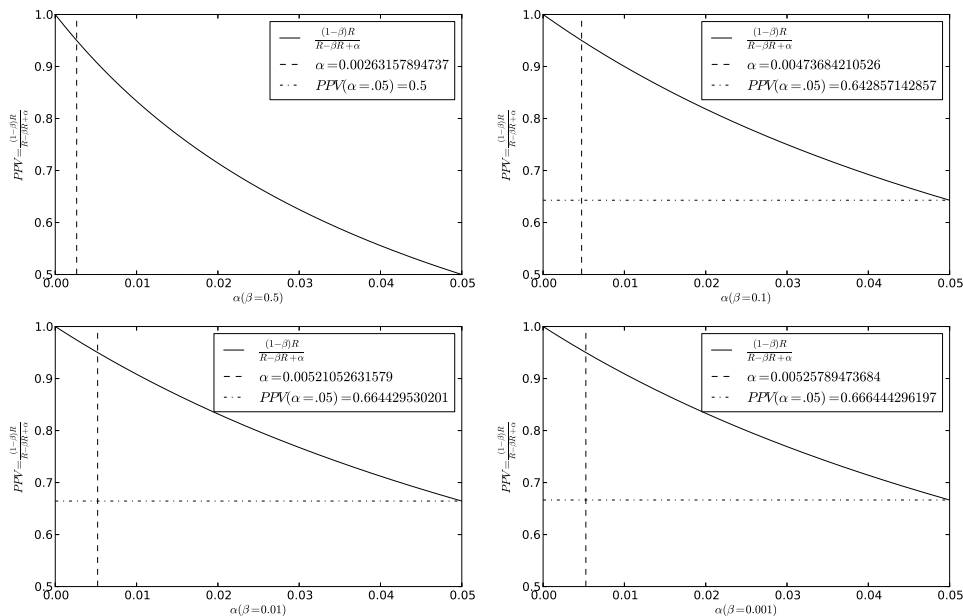 1.0
0.9
0.8
0.7
0.6
0.5
PPV = (1−β)R / R−βR+α
(1−β)R / R−βR+α
α=0.00263157894737
PPV(α=.05)=0.5
0.00 0.01 0.02 0.03 0.04 0.05
α(β=0.5)
1.0
0.9
0.8
0.7
0.6
0.5
PPV = (1−β)R / R−βR+α
(1−β)R / R−βR+α
α=0.00473684210526
PPV(α=.05)=0.642857142857
0.00 0.01 0.02 0.03 0.04 0.05
α(β=0.1)
1.0
0.9
0.8
0.7
0.6
0.5
PPV = (1−β)R / R−βR+α
(1−β)R / R−βR+α
α=0.00521052631579
PPV(α=.05)=0.664429530201
0.00 0.01 0.02 0.03 0.04 0.05
α(β=0.01)
1.0
0.9
0.8
0.7
0.6
0.5
PPV = (1−β)R / R−βR+α
(1−β)R / R−βR+α
α=0.00525789473684
PPV(α=.05)=0.666444296197
0.00 0.01 0.02 0.03 0.04 0.05
α(β=0.001)